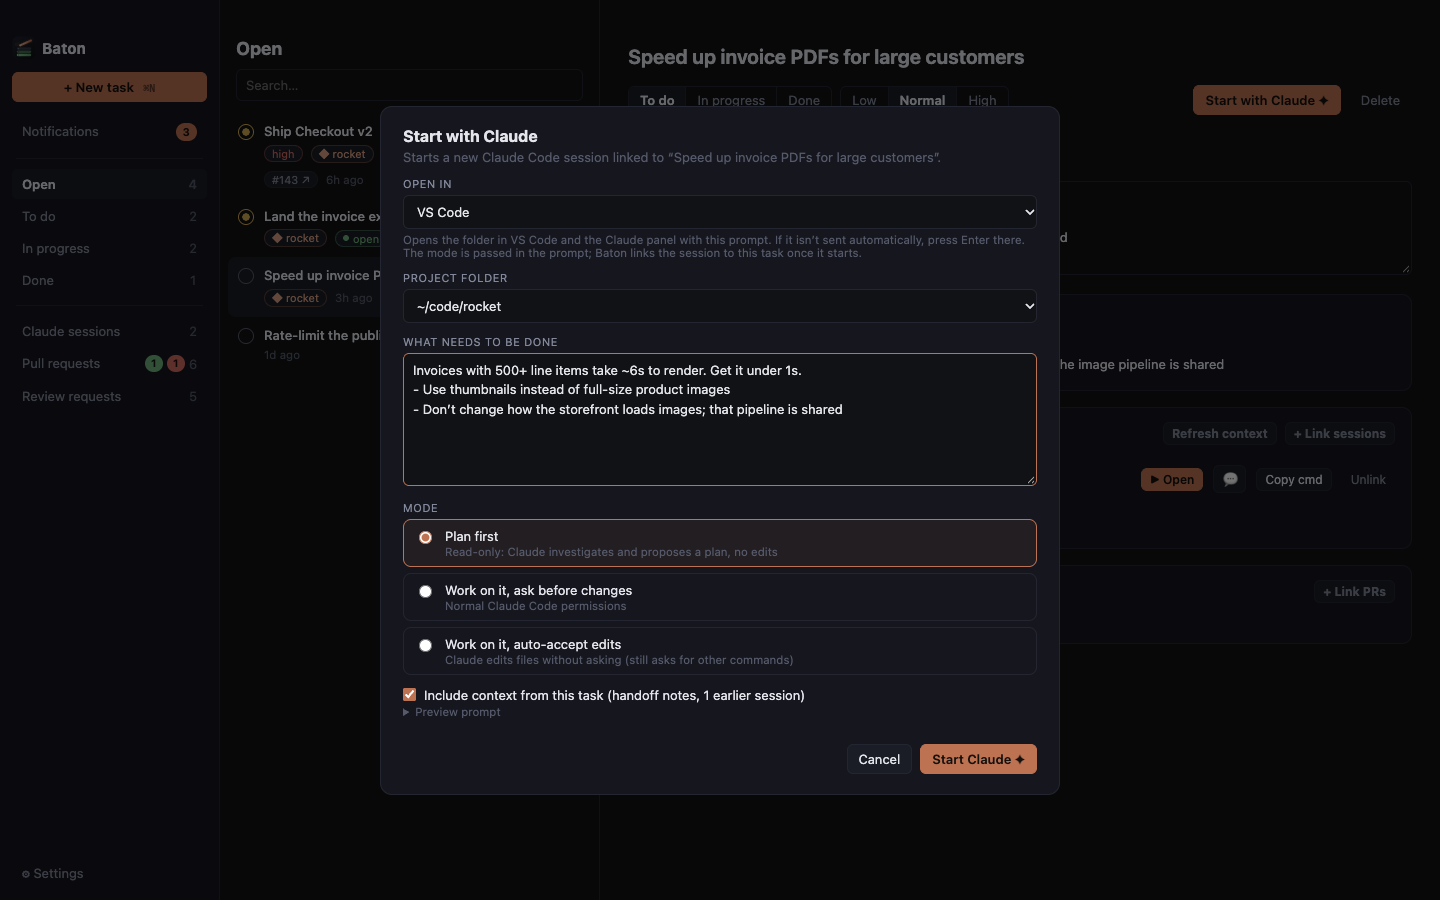 Baton
+ New task ⌘N
Notifications 3
Open 4
To do 2
In progress 2
Done 1
Claude sessions 2
Pull requests 1 1 6
Review requests 5
Settings
Open
Search...
Ship Checkout v2
high rocket
#143 ↗ 6h ago
Land the invoice ex
rocket open
Speed up invoice P
rocket 3h ago
Rate-limit the publi
1d ago
Speed up invoice PDFs for large customers
To do In progress Done Low Normal High
Start with Claude ✦ Delete
d
he image pipeline is shared
Refresh context + Link sessions
▶ Open Copy cmd Unlink
+ Link PRs
Start with Claude
Starts a new Claude Code session linked to “Speed up invoice PDFs for large customers”.
OPEN IN
VS Code
Opens the folder in VS Code and the Claude panel with this prompt. If it isn’t sent automatically, press Enter there.
The mode is passed in the prompt; Baton links the session to this task once it starts.
PROJECT FOLDER
~/code/rocket
WHAT NEEDS TO BE DONE
Invoices with 500+ line items take ~6s to render. Get it under 1s.
- Use thumbnails instead of full-size product images
- Don’t change how the storefront loads images; that pipeline is shared
MODE
Plan first
Read-only: Claude investigates and proposes a plan, no edits
Work on it, ask before changes
Normal Claude Code permissions
Work on it, auto-accept edits
Claude edits files without asking (still asks for other commands)
Include context from this task (handoff notes, 1 earlier session)
▶ Preview prompt
Cancel Start Claude ✦